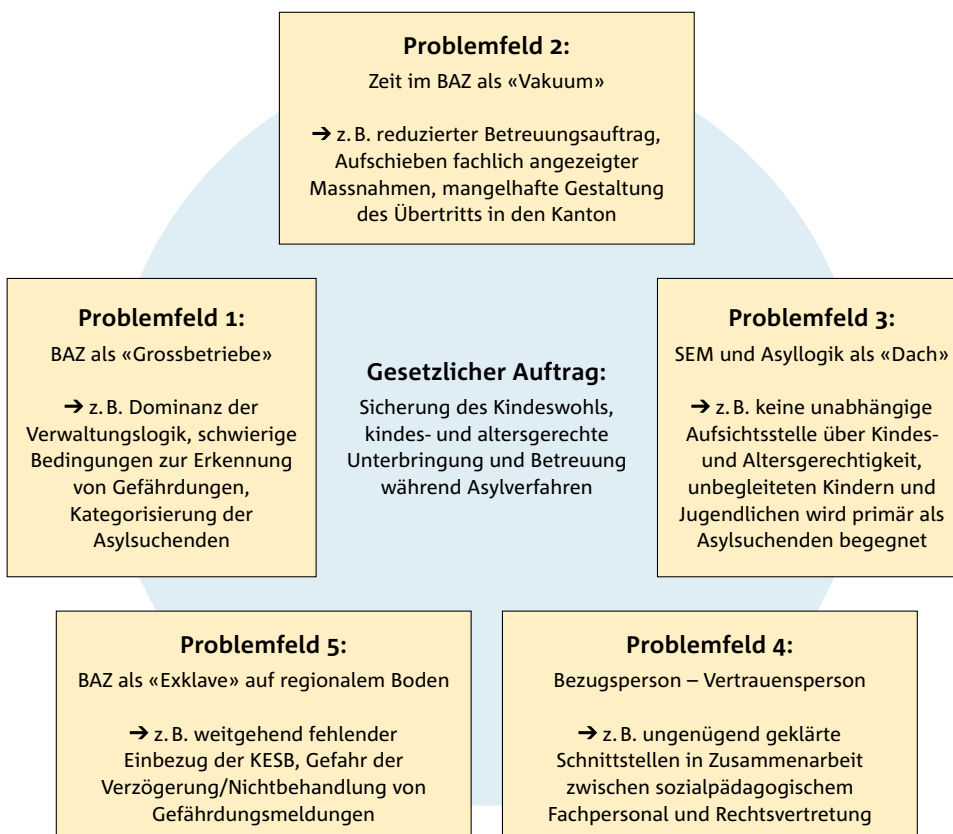 Problemfeld 2:
Zeit im BAZ als «Vakuum»
➔ z. B. reduzierter Betreuungsauftrag,
Aufschieben fachlich angezeigter
Massnahmen, mangelhafte Gestaltung
des Übertritts in den Kanton
Problemfeld 1:
BAZ als «Grossbetriebe»
➔ z. B. Dominanz der
Verwaltungslogik, schwierige
Bedingungen zur Erkennung
von Gefährdungen,
Kategorisierung der
Asylsuchenden
Gesetzlicher Auftrag:
Sicherung des Kindeswohls,
kindes- und altersgerechte
Unterbringung und Betreuung
während Asylverfahren
Problemfeld 3:
SEM und Asyllogik als «Dach»
➔ z. B. keine unabhängige
Aufsichtsstelle über Kindes-
und Altersgerechtigkeit,
unbegleiteten Kindern und
Jugendlichen wird primär als
Asylsuchenden begegnet
Problemfeld 5:
BAZ als «Exklave» auf regionalem Boden
➔ z. B. weitgehend fehlender
Einbezug der KESB, Gefahr der
Verzögerung/Nichtbehandlung von
Gefährdungsmeldungen
Problemfeld 4:
Bezugsperson – Vertrauensperson
➔ z. B. ungenügend geklärte
Schnittstellen in Zusammenarbeit
zwischen sozialpädagogischem
Fachpersonal und Rechtsvertretung